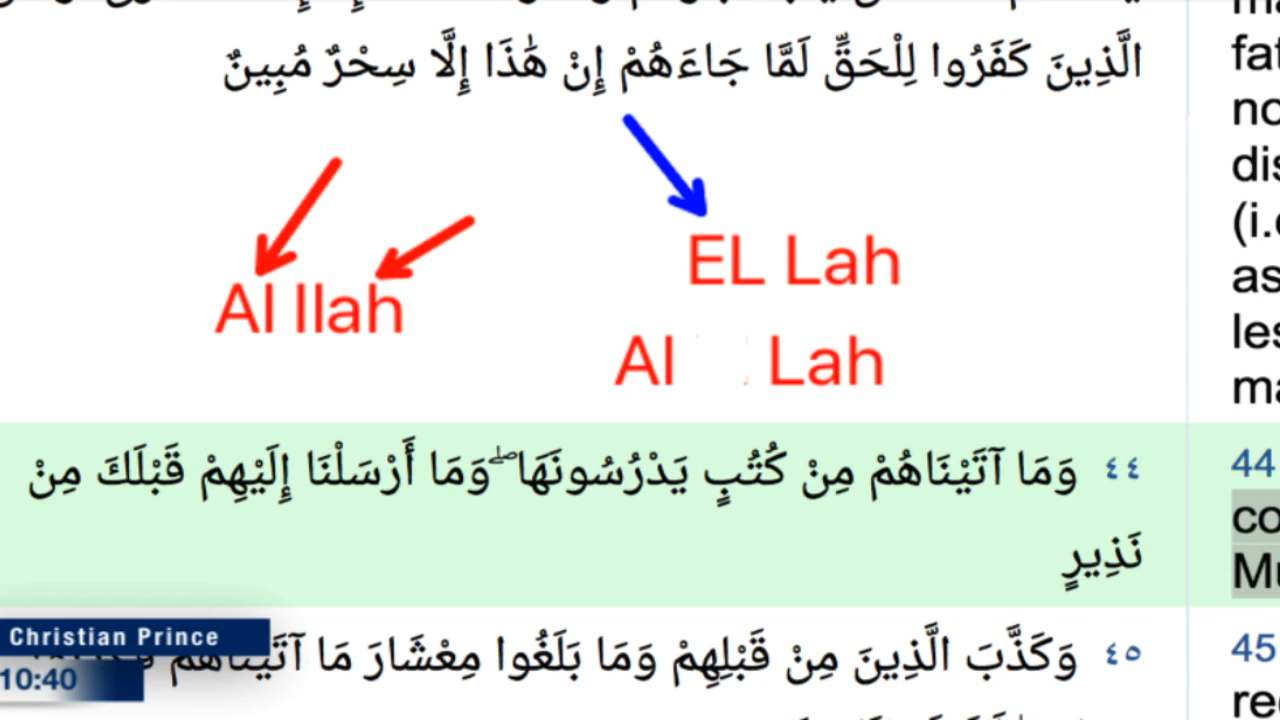 الَّذِينَ كَفَرُوا لِلْحَقِّ لَمَّا جَاءَهُمْ إِنْ هَٰذَا إِلَّا سِحْرٌ مُبِينٌ
fat
no
dis
(i.e
as
les
ma
EL Lah
Al Ilah
Al Lah
٤٤ وَمَا آتَيْنَاهُمْ مِنْ كُتُبٍ يَدْرُسُونَهَا ۖ وَمَا أَرْسَلْنَا إِلَيْهِمْ قَبْلَكَ مِنْ
نَذِيرٍ
44
co
Mu
Christian Prince
10:40
٤٥ وَكَذَّبَ الَّذِينَ مِنْ قَبْلِهِمْ وَمَا بَلَغُوا مِعْشَارَ مَا آتَيْنَاهُمْ
45
re